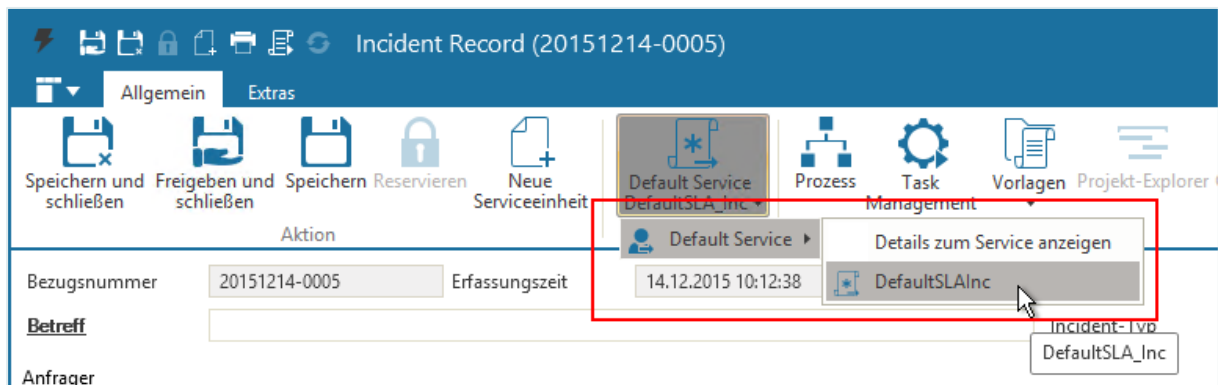 Incident Record (20151214-0005)
Allgemein Extras
Speichern und schließen
Freigeben und schließen
Speichern
Reservieren
Neue Serviceeinheit
Default Service
DefaultSLA_Inc
Prozess
Task Management
Vorlagen
Projekt-Explorer
Aktion
Default Service
Details zum Service anzeigen
DefaultSLAInc
Bezugsnummer 20151214-0005 Erfassungszeit 14.12.2015 10:12:38
Betreff
Incident-Typ
DefaultSLA_Inc
Anfrager